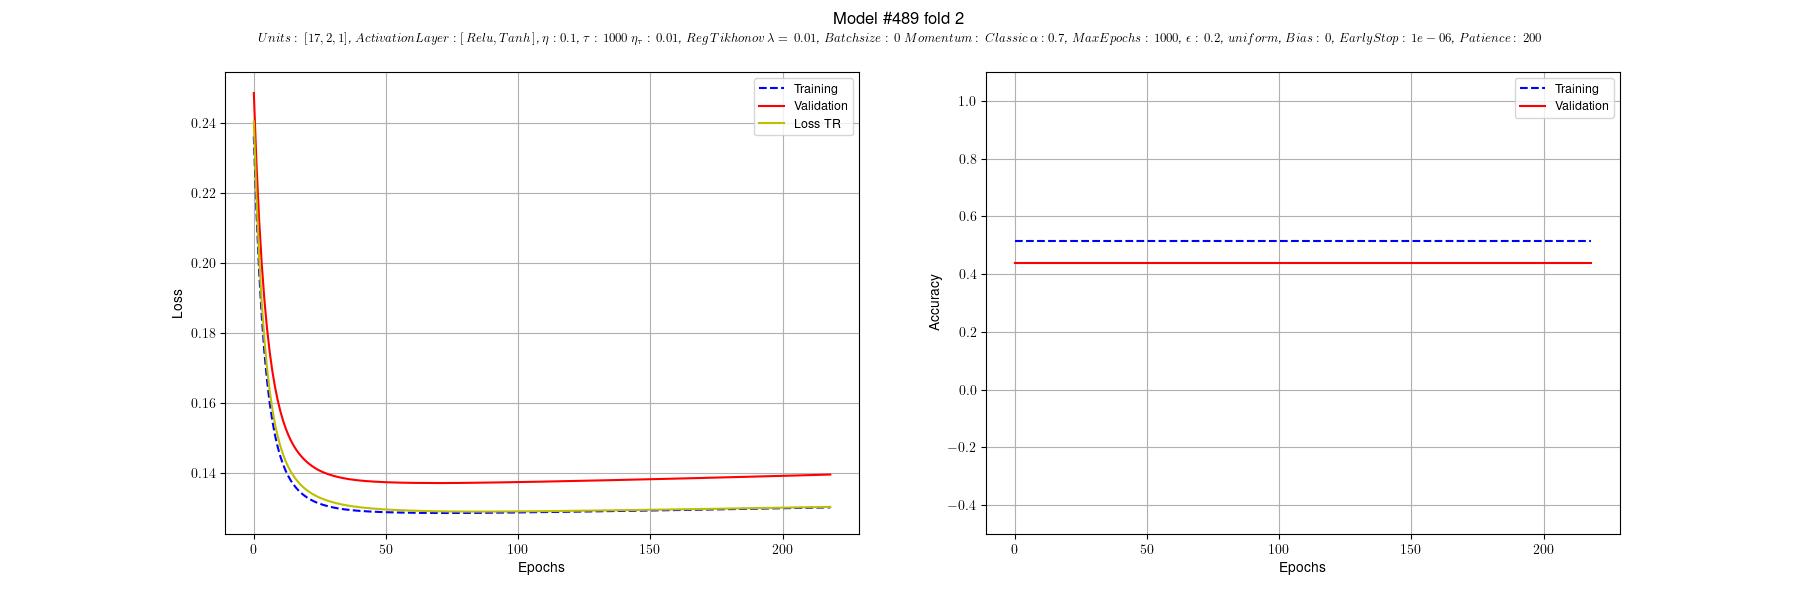 Model #489 fold 2
Units : [17, 2, 1], ActivationLayer : [Relu, Tanh], η : 0.1, τ : 1000 ητ : 0.01, RegTikhonov λ = 0.01, Batchsize : 0 Momentum : Classic α : 0.7, MaxEpochs : 1000, ϵ : 0.2, uniform, Bias : 0, EarlyStop : 1e − 06, Patience : 200
Training
Validation
Loss TR
0.24
0.22
0.20
0.18
0.16
0.14
Loss
0
50
100
150
200
Epochs
Training
Validation
1.0
0.8
0.6
0.4
0.2
0.0
−0.2
−0.4
Accuracy
0
50
100
150
200
Epochs